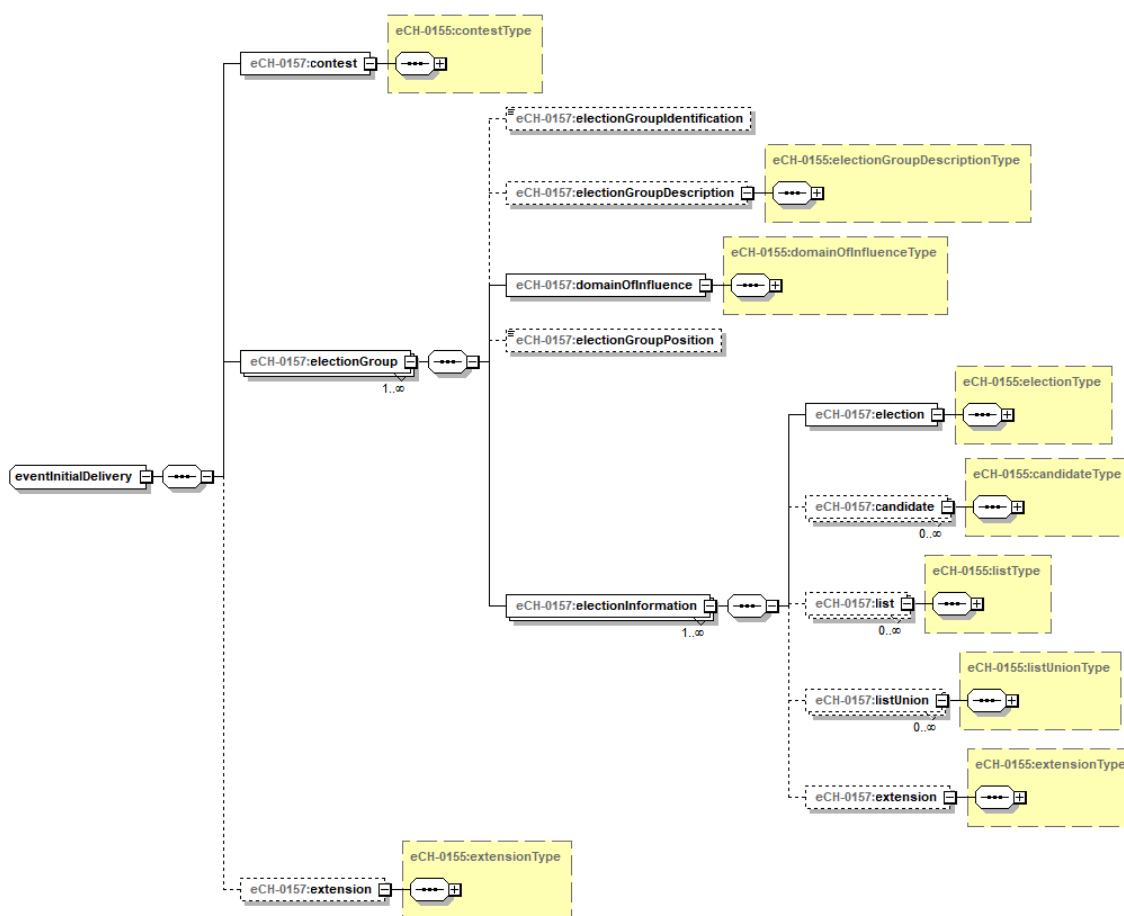 eCH-0155:contestType
eCH-0157:contest
eCH-0157:electionGroupIdentification
eCH-0155:electionGroupDescriptionType
eCH-0157:electionGroupDescription
eCH-0155:domainOfInfluenceType
eCH-0157:domainOfInfluence
eCH-0157:electionGroupPosition
eCH-0157:electionGroup
1..∞
eCH-0155:electionType
eCH-0157:election
eventInitialDelivery
eCH-0155:candidateType
eCH-0157:candidate
0..∞
eCH-0155:listType
eCH-0157:list
0..∞
eCH-0157:electionInformation
1..∞
eCH-0155:listUnionType
eCH-0157:listUnion
0..∞
eCH-0155:extensionType
eCH-0157:extension
eCH-0155:extensionType
eCH-0157:extension